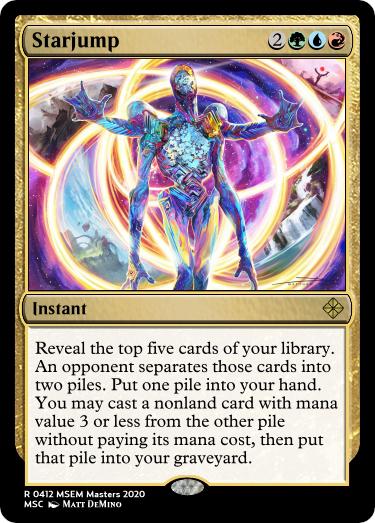 Starjump 2
Instant
Reveal the top five cards of your library.
An opponent separates those cards into
two piles. Put one pile into your hand.
You may cast a nonland card with mana
value 3 or less from the other pile
without paying its mana cost, then put
that pile into your graveyard.
R 0412 MSEM Masters 2020
MSC Matt DeMino